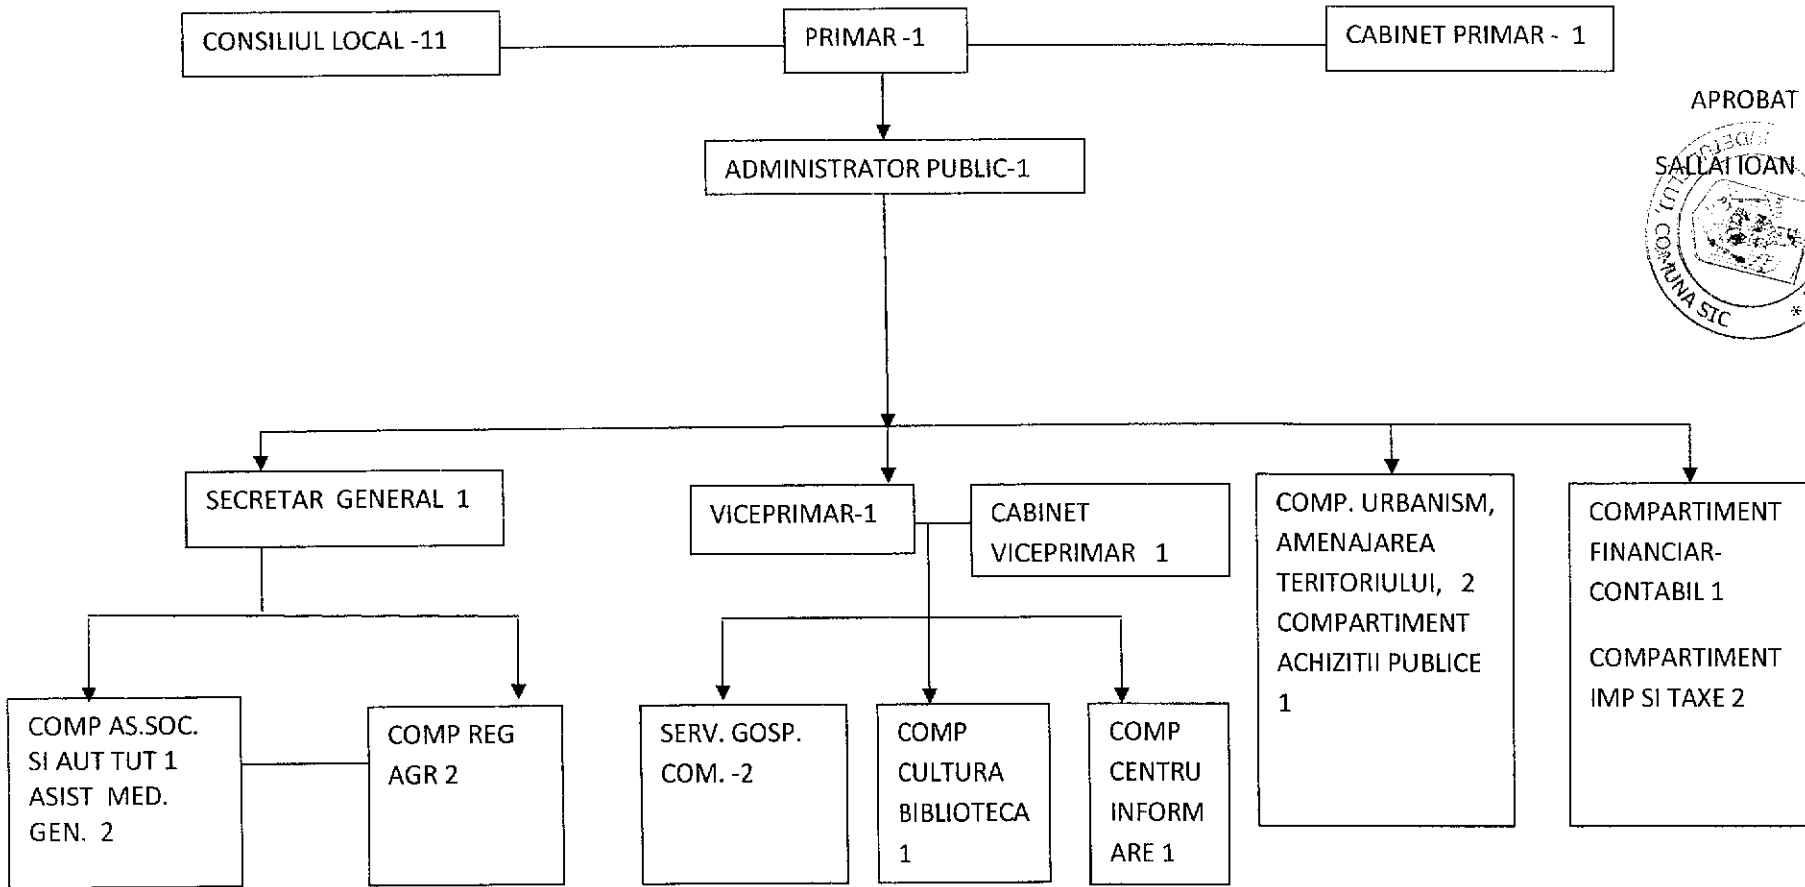 CONSILIUL LOCAL -11
PRIMAR -1
CABINET PRIMAR - 1
APROBAT
SALLAI IOAN
COMUNA SIC
*
ADMINISTRATOR PUBLIC-1
SECRETAR GENERAL 1
VICEPRIMAR-1
CABINET
VICEPRIMAR 1
COMP. URBANISM,
AMENAJAREA
TERITORIULUI, 2
COMPARTIMENT
ACHIZITII PUBLICE
1
COMPARTIMENT
FINANCIAR-
CONTABIL 1
COMPARTIMENT
IMP SI TAXE 2
COMP AS.SOC.
SI AUT TUT 1
ASIST MED.
GEN. 2
COMP REG
AGR 2
SERV. GOSP.
COM. -2
COMP
CULTURA
BIBLIOTECA
1
COMP
CENTRU
INFORM
ARE 1